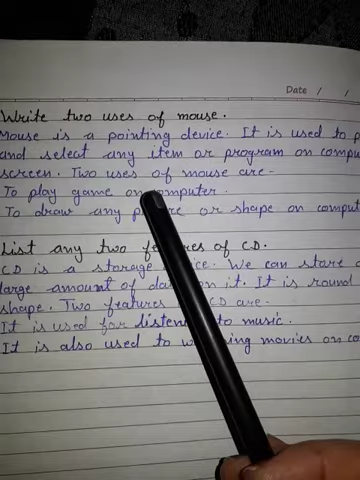 Date / /
Write two uses of mouse.
Mouse is a pointing device. It is used to
and select any item or program on
screen. Two uses of mouse are-
To play game on computer.
To draw any or shape on
List any two of CD.
CD is a storage We can store
large amount of on it. It is round
shape. Two features CD are-
It is used for to music.
It is also used to movies on